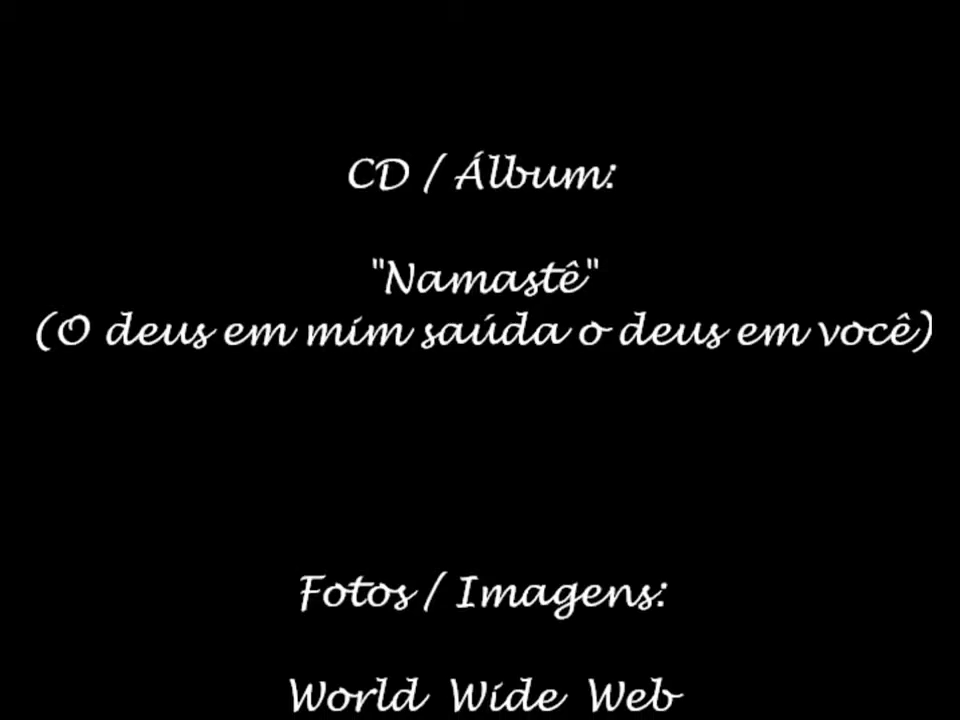 CD / Álbum:
"Namastê"
(O deus em mim saúda o deus em você)
Fotos / Imagens:
World Wide Web